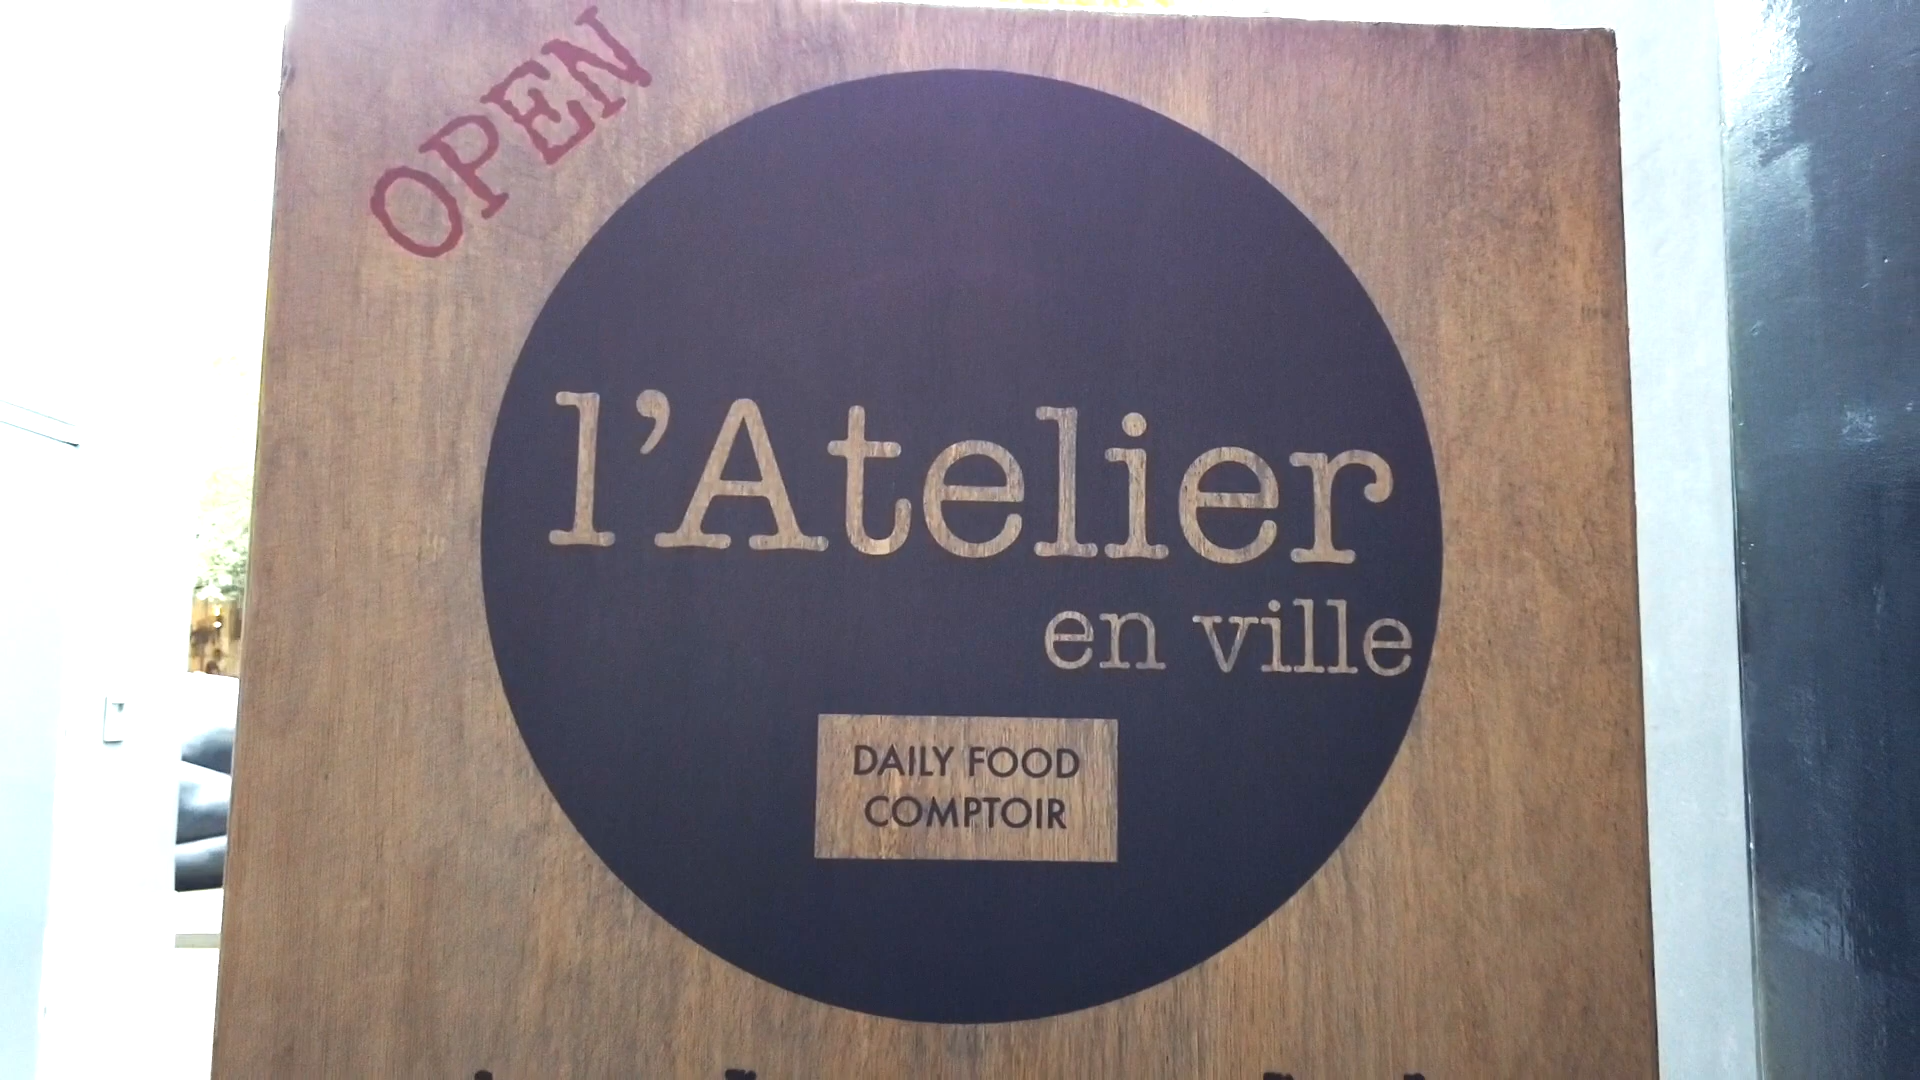 OPEN
l'Atelier
en ville
DAILY FOOD
COMPTOIR